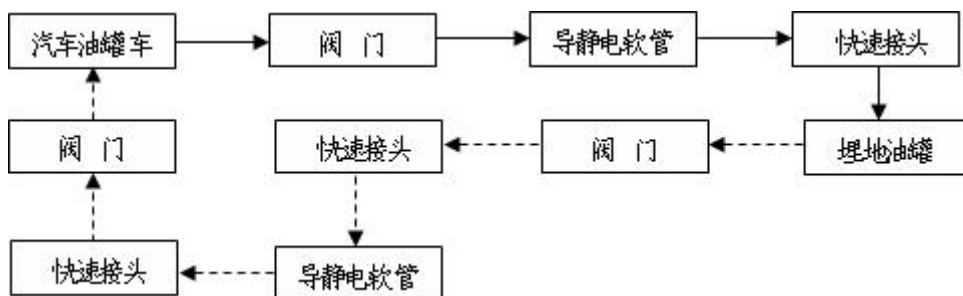 汽车油罐车
阀 门
导静电软管
快速接头
阀 门
快速接头
阀 门
埋地油罐
快速接头
导静电软管